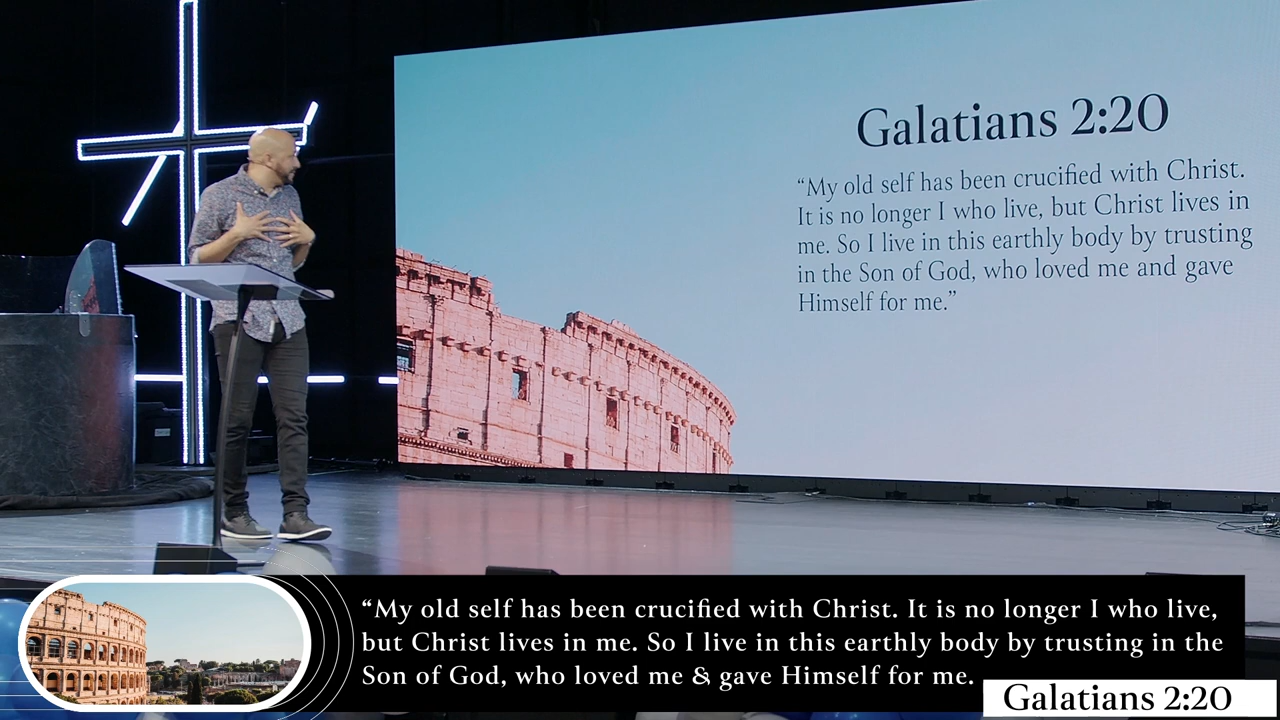 Galatians 2:20
“My old self has been crucified with Christ.
It is no longer I who live, but Christ lives in
me. So I live in this earthly body by trusting
in the Son of God, who loved me and gave
Himself for me.”
“My old self has been crucified with Christ. It is no longer I who live,
but Christ lives in me. So I live in this earthly body by trusting in the
Son of God, who loved me & gave Himself for me.
Galatians 2:20